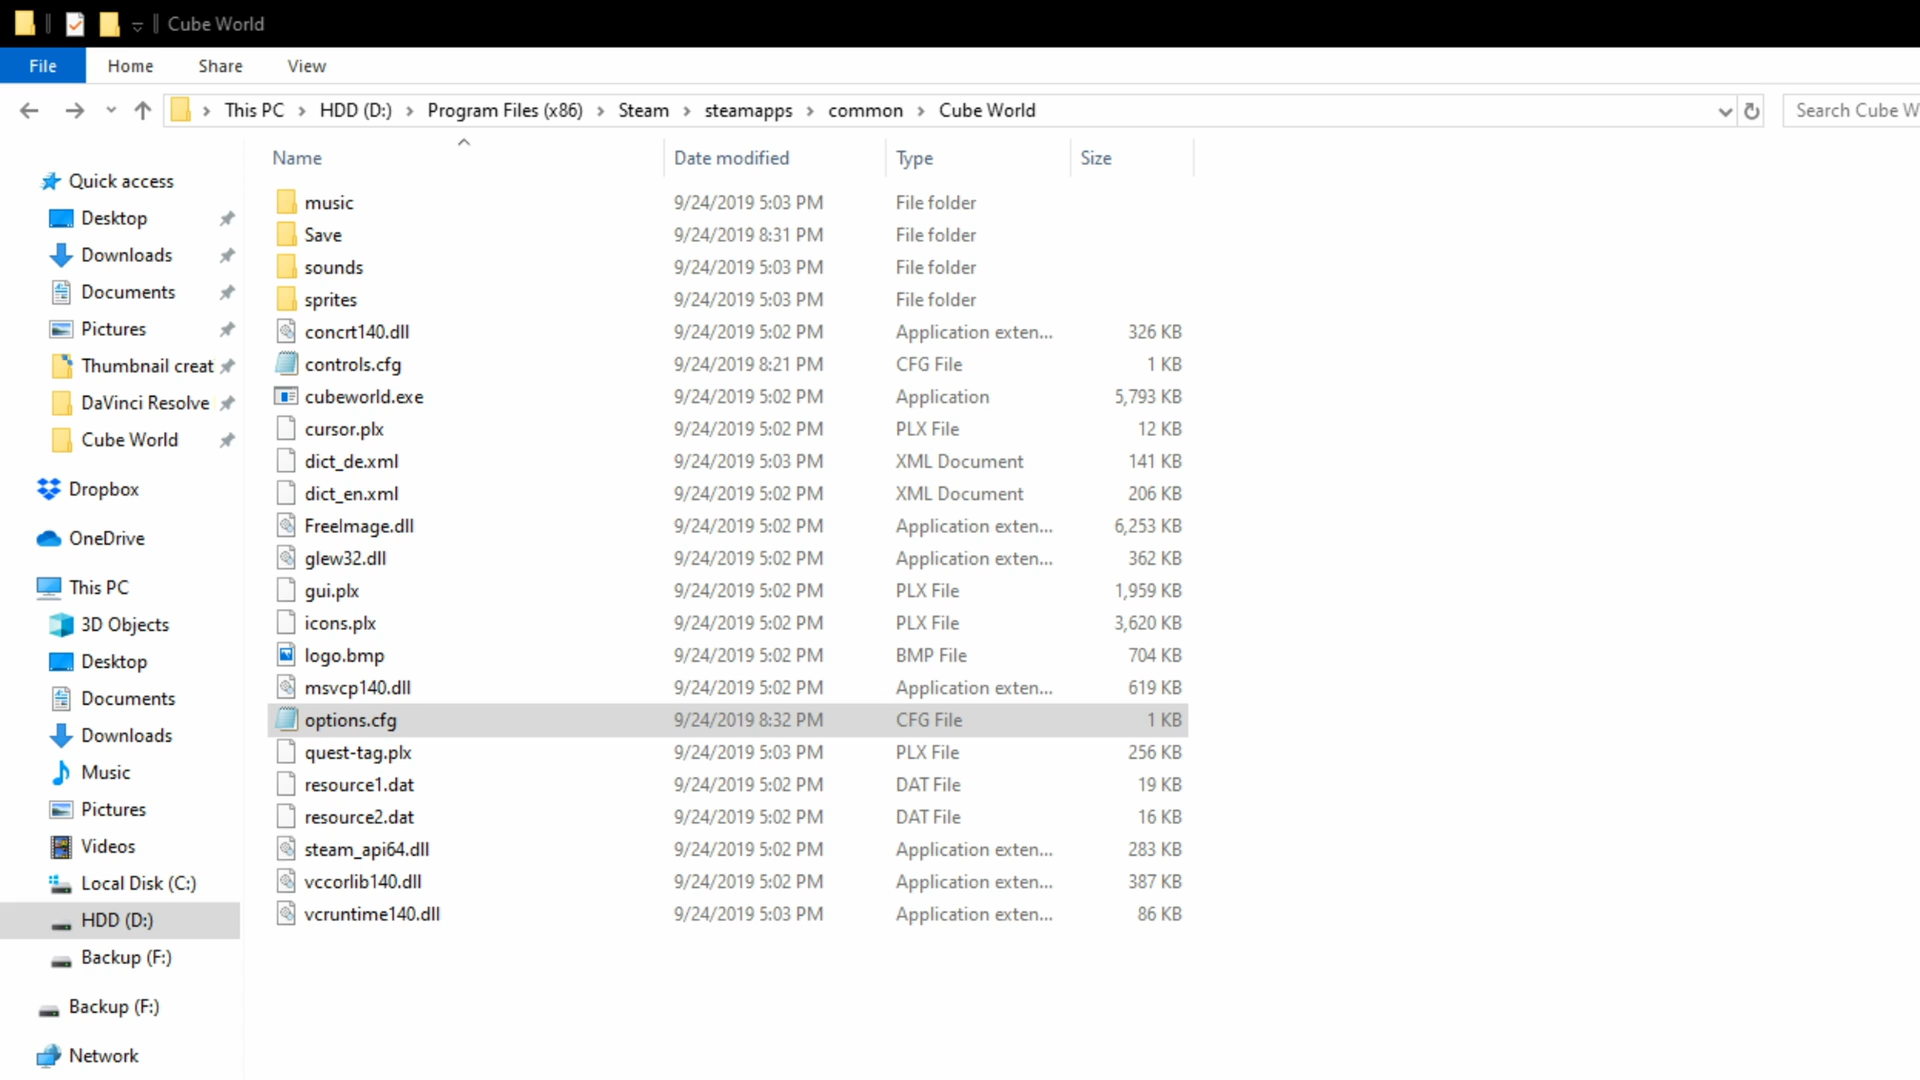 Cube World
File Home Share View
This PC HDD (D:) Program Files (x86) Steam steamapps common Cube World Search Cube W
Name Date modified Type Size
Quick access
Desktop
Downloads
Documents
Pictures
Thumbnail creat
DaVinci Resolve
Cube World
Dropbox
OneDrive
This PC
3D Objects
Desktop
Documents
Downloads
Music
Pictures
Videos
Local Disk (C:)
HDD (D:)
Backup (F:)
Backup (F:)
Network
music 9/24/2019 5:03 PM File folder
Save 9/24/2019 8:31 PM File folder
sounds 9/24/2019 5:03 PM File folder
sprites 9/24/2019 5:03 PM File folder
concrt140.dll 9/24/2019 5:02 PM Application exten... 326 KB
controls.cfg 9/24/2019 8:21 PM CFG File 1 KB
cubeworld.exe 9/24/2019 5:02 PM Application 5,793 KB
cursor.plx 9/24/2019 5:02 PM PLX File 12 KB
dict_de.xml 9/24/2019 5:03 PM XML Document 141 KB
dict_en.xml 9/24/2019 5:02 PM XML Document 206 KB
FreeImage.dll 9/24/2019 5:02 PM Application exten... 6,253 KB
glew32.dll 9/24/2019 5:02 PM Application exten... 362 KB
gui.plx 9/24/2019 5:02 PM PLX File 1,959 KB
icons.plx 9/24/2019 5:02 PM PLX File 3,620 KB
logo.bmp 9/24/2019 5:02 PM BMP File 704 KB
msvcp140.dll 9/24/2019 5:02 PM Application exten... 619 KB
options.cfg 9/24/2019 8:32 PM CFG File 1 KB
quest-tag.plx 9/24/2019 5:03 PM PLX File 256 KB
resource1.dat 9/24/2019 5:02 PM DAT File 19 KB
resource2.dat 9/24/2019 5:02 PM DAT File 16 KB
steam_api64.dll 9/24/2019 5:02 PM Application exten... 283 KB
vccorlib140.dll 9/24/2019 5:02 PM Application exten... 387 KB
vcruntime140.dll 9/24/2019 5:03 PM Application exten... 86 KB